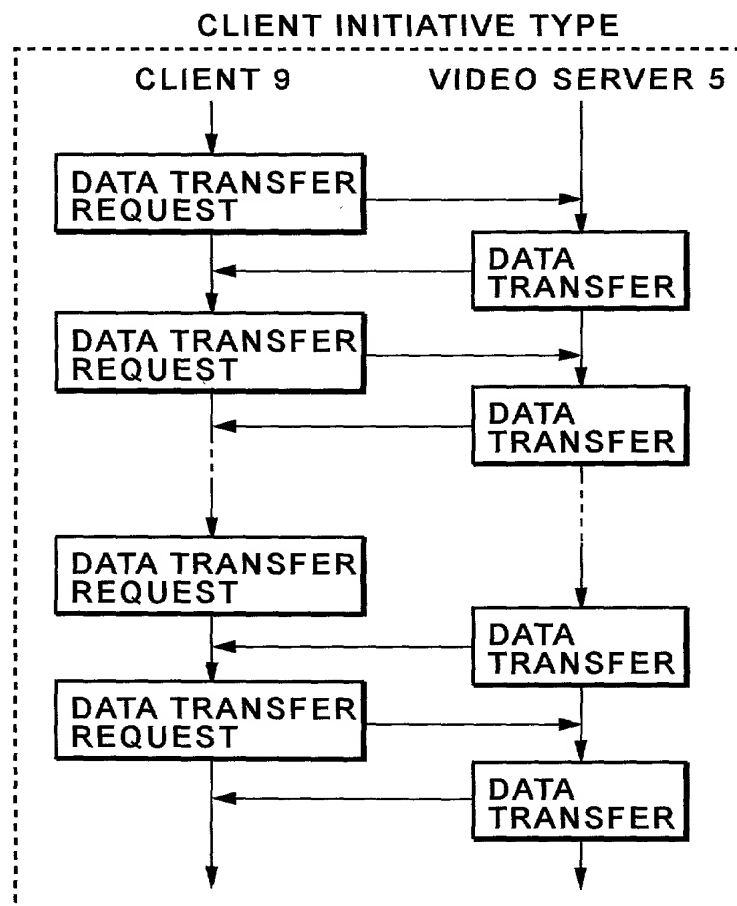 CLIENT INITIATIVE TYPE
CLIENT 9
VIDEO SERVER 5
DATA TRANSFER
REQUEST
DATA
TRANSFER
DATA TRANSFER
REQUEST
DATA
TRANSFER
DATA TRANSFER
REQUEST
DATA
TRANSFER
DATA TRANSFER
REQUEST
DATA
TRANSFER